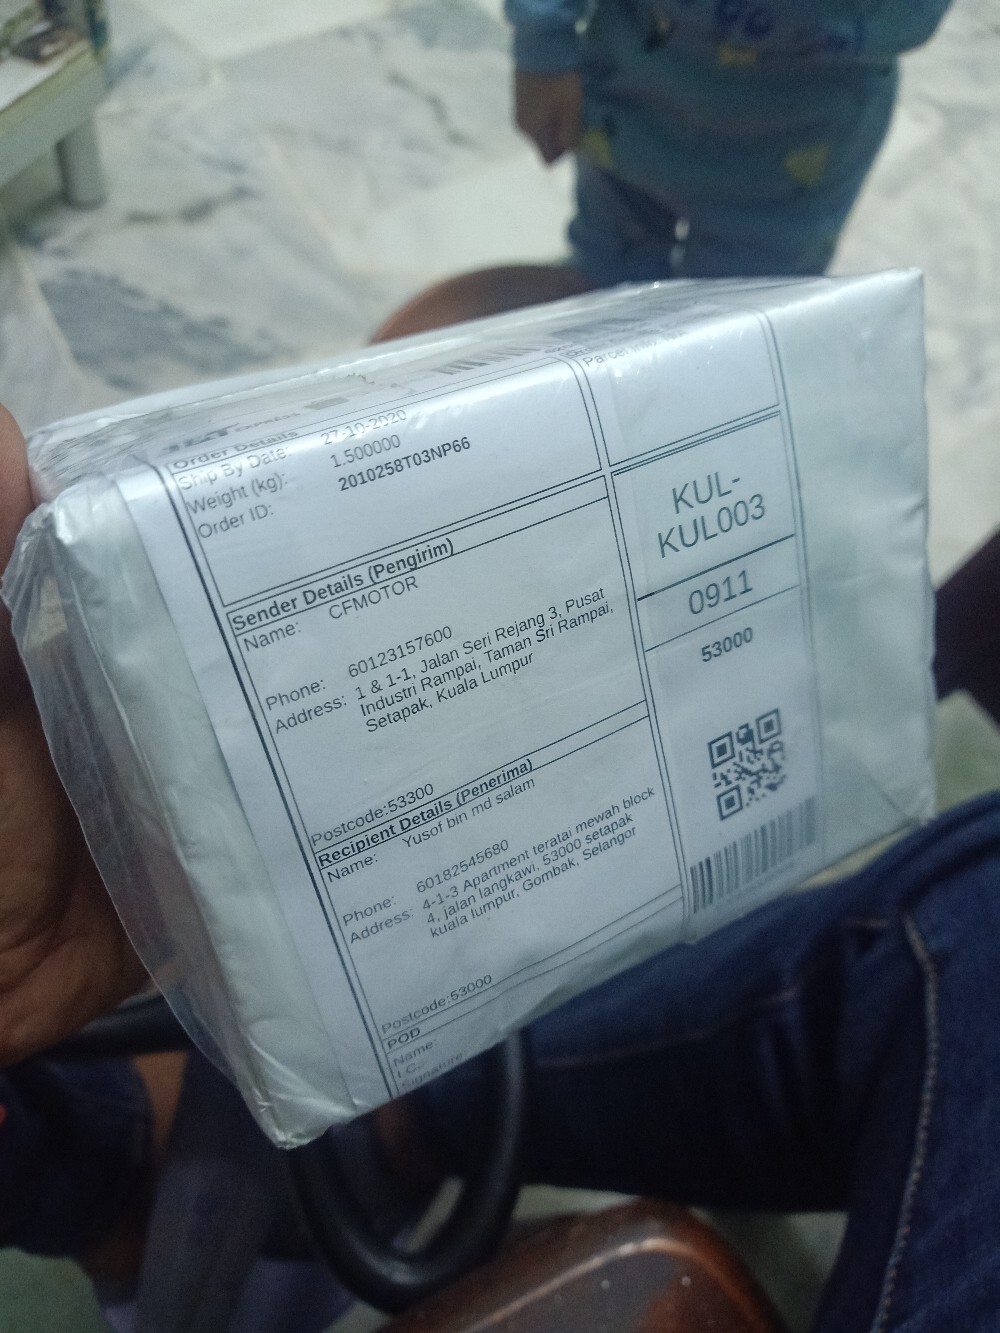 J&T EXPRESS
Order Details
Ship By Date: 27-10-2020
Weight (kg): 1.500000
Order ID: 2010258T03NP66
Sender Details (Pengirim)
Name: CFMOTOR
Phone: 60123157600
Address: 1 & 1-1, Jalan Seri Rejang 3, Pusat
Industri Rampai, Taman Sri Rampai,
Setapak, Kuala Lumpur
Postcode:53300
Recipient Details (Penerima)
Name: Yusof bin md salam
Phone: 60182545680
Address: 4-1-3 Apartment teratai mewah block
4, jalan langkawi, 53000 setapak
kuala lumpur, Gombak, Selangor
Postcode:53000
POD
Name:
I.C.:
Signature:
Parcel Info:
KUL-
KUL003
0911
53000